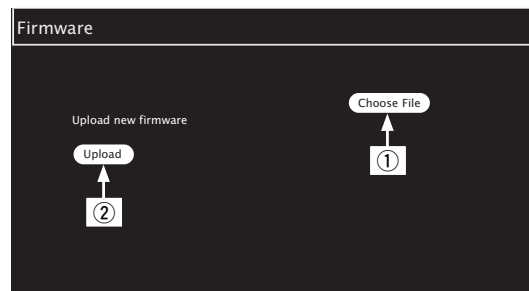 Firmware
Choose File
①
Upload new firmware
Upload
②